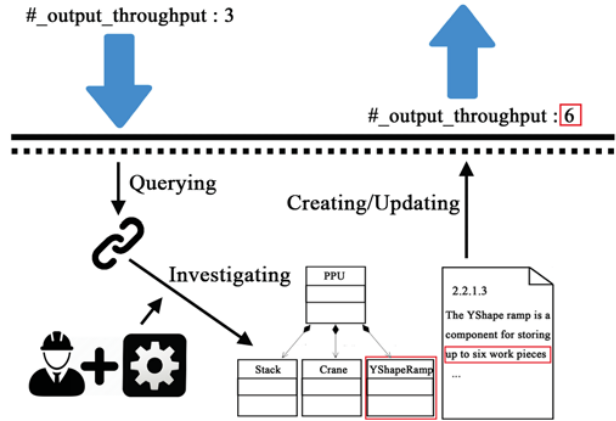 #_output_throughput : 3
#_output_throughput : 6
Querying
Creating/Updating
Investigating
PPU
Stack
Crane
YShapeRamp
2.2.1.3
The YShape ramp is a
component for storing
up to six work pieces
...